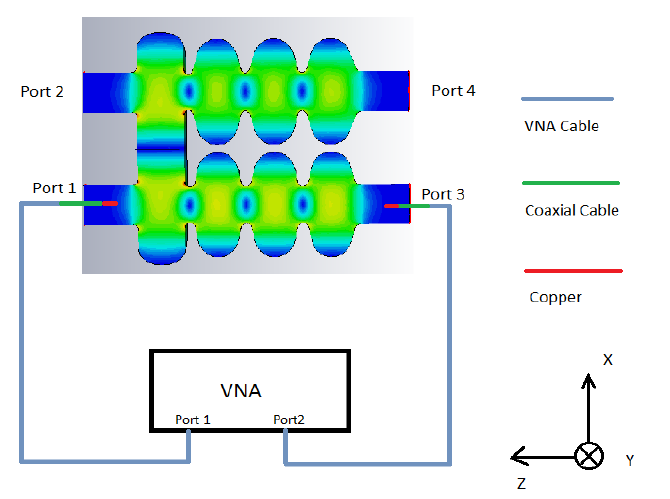 Port 2
Port 4
VNA Cable
Port 1
Port 3
Coaxial Cable
Copper
VNA
Port 1
Port2
X
Y
Z